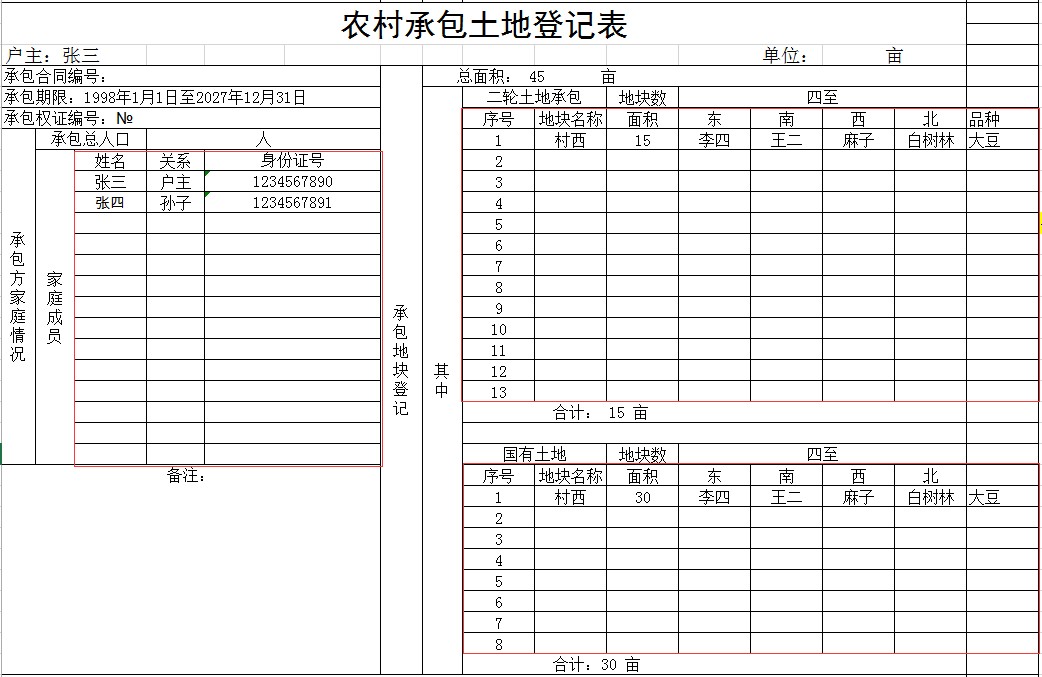 农村承包土地登记表
户主：张三 单位： 亩
承包合同编号：
承包期限：1998年1月1日至2027年12月31日
承包权证编号：№
承包总人口 人
姓名 关系 身份证号
张三 户主 1234567890
张四 孙子 1234567891
承包方家庭情况
家庭成员
备注：
承包地块登记
其中
总面积： 45 亩
二轮土地承包 地块数 四至
序号 地块名称 面积 东 南 西 北 品种
1 村西 15 李四 王二 麻子 白树林 大豆
2
3
4
5
6
7
8
9
10
11
12
13
合计： 15 亩
国有土地 地块数 四至
序号 地块名称 面积 东 南 西 北
1 村西 30 李四 王二 麻子 白树林 大豆
2
3
4
5
6
7
8
合计：30 亩